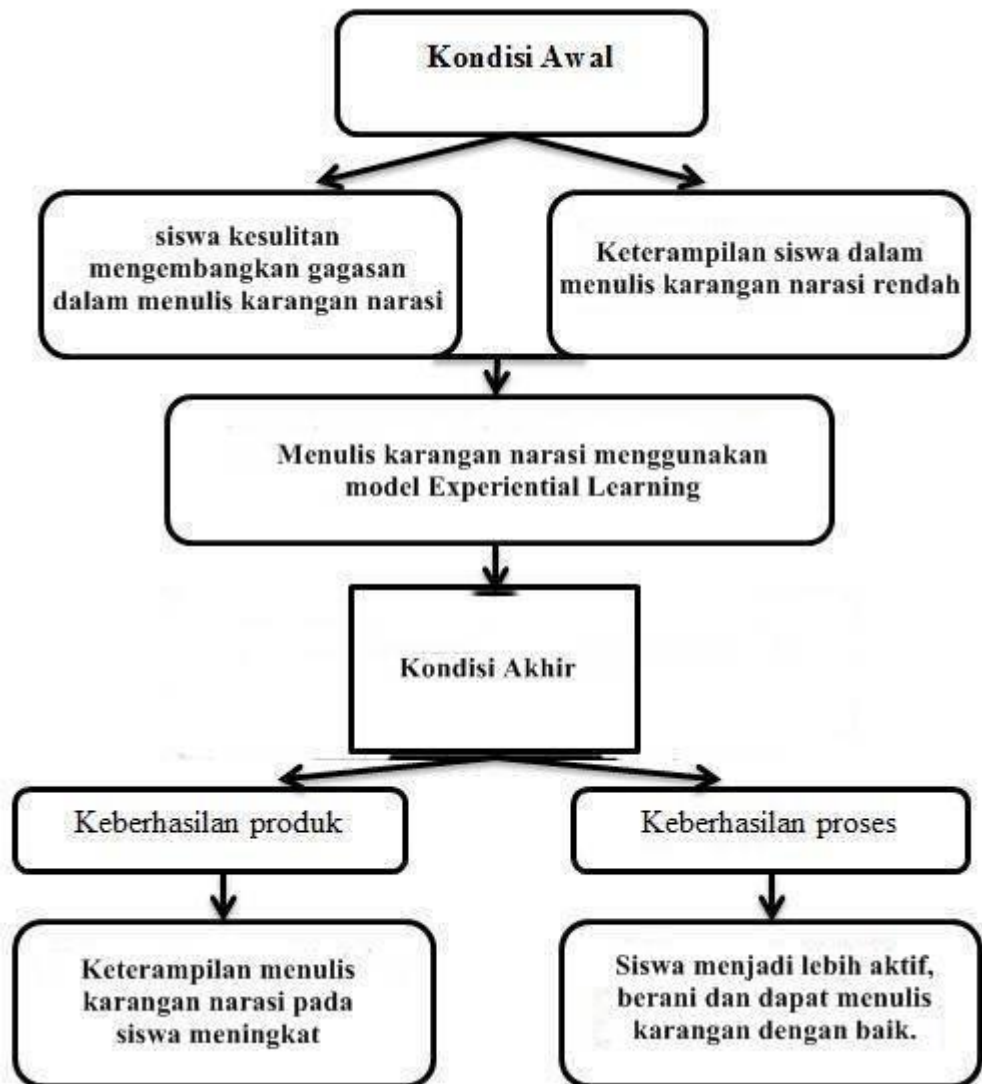 Kondisi Awal
siswa kesulitan
mengembangkan gagasan
dalam menulis karangan narasi
Keterampilan siswa dalam
menulis karangan narasi rendah
Menulis karangan narasi menggunakan
model Experiential Learning
Kondisi Akhir
Keberhasilan produk
Keberhasilan proses
Keterampilan menulis
karangan narasi pada
siswa meningkat
Siswa menjadi lebih aktif,
berani dan dapat menulis
karangan dengan baik.